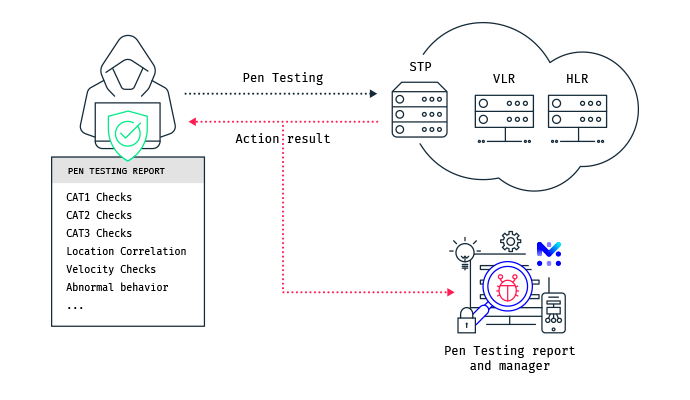 STP
Pen Testing
VLR
HLR
Action result
PEN TESTING REPORT
CAT1 Checks
CAT2 Checks
CAT3 Checks
Location Correlation
Velocity Checks
Abnormal behavior
...
Pen Testing report
and manager